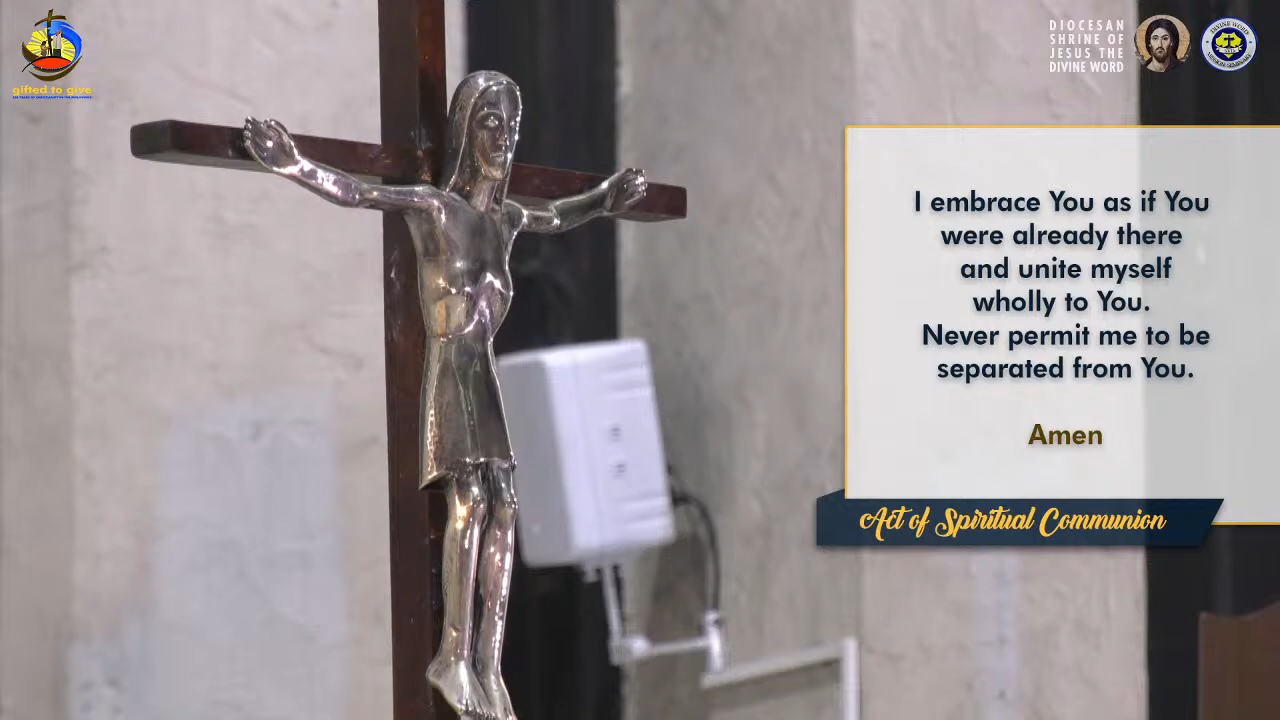 gifted to give
DIOCESAN
SHRINE OF
JESUS THE
DIVINE WORD
I embrace You as if You
were already there
and unite myself
wholly to You.
Never permit me to be
separated from You.
Amen
Act of Spiritual Communion